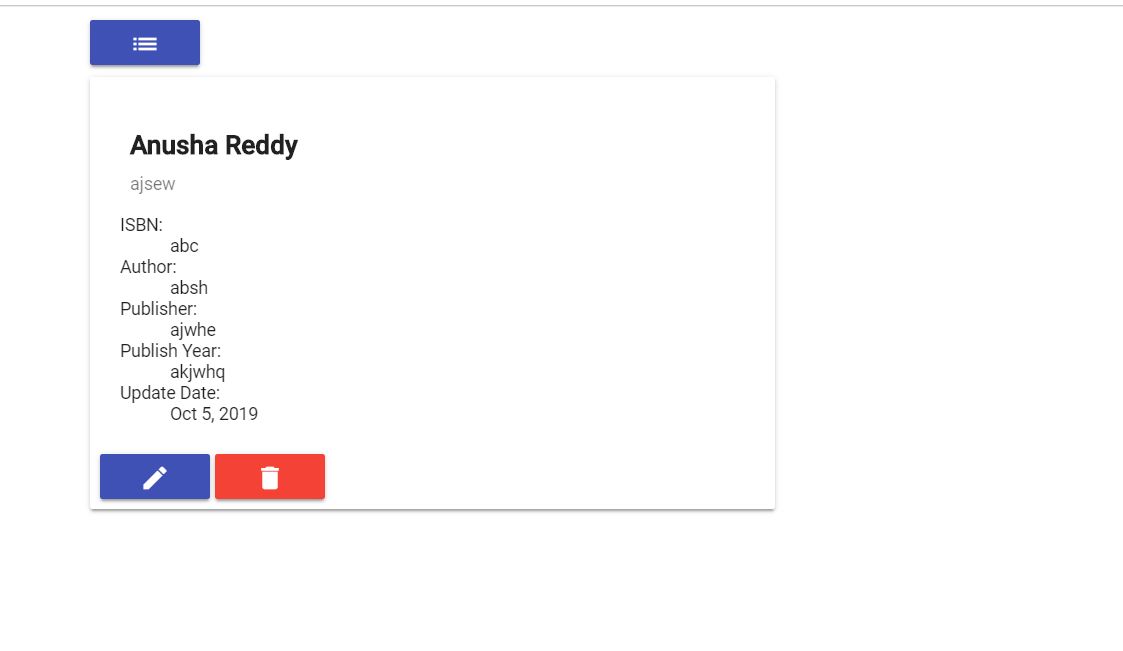 Anusha Reddy
ajsew
ISBN:
abc
Author:
absh
Publisher:
ajwhe
Publish Year:
akjwhq
Update Date:
Oct 5, 2019